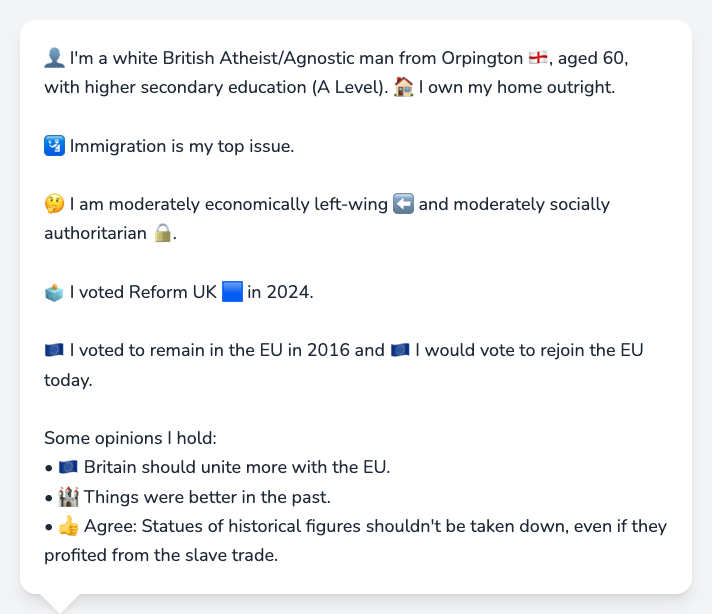 👤 I'm a white British Atheist/Agnostic man from Orpington 🏴󠁧󠁢󠁥󠁮󠁧󠁿, aged 60,
with higher secondary education (A Level). 🏠 I own my home outright.
🛂 Immigration is my top issue.
🤔 I am moderately economically left-wing ⬅️ and moderately socially
authoritarian 🔒.
🗳️ I voted Reform UK 🟦 in 2024.
🇪🇺 I voted to remain in the EU in 2016 and 🇪🇺 I would vote to rejoin the EU
today.
Some opinions I hold:
• 🇪🇺 Britain should unite more with the EU.
• 🏰 Things were better in the past.
• 👍 Agree: Statues of historical figures shouldn't be taken down, even if they
profited from the slave trade.